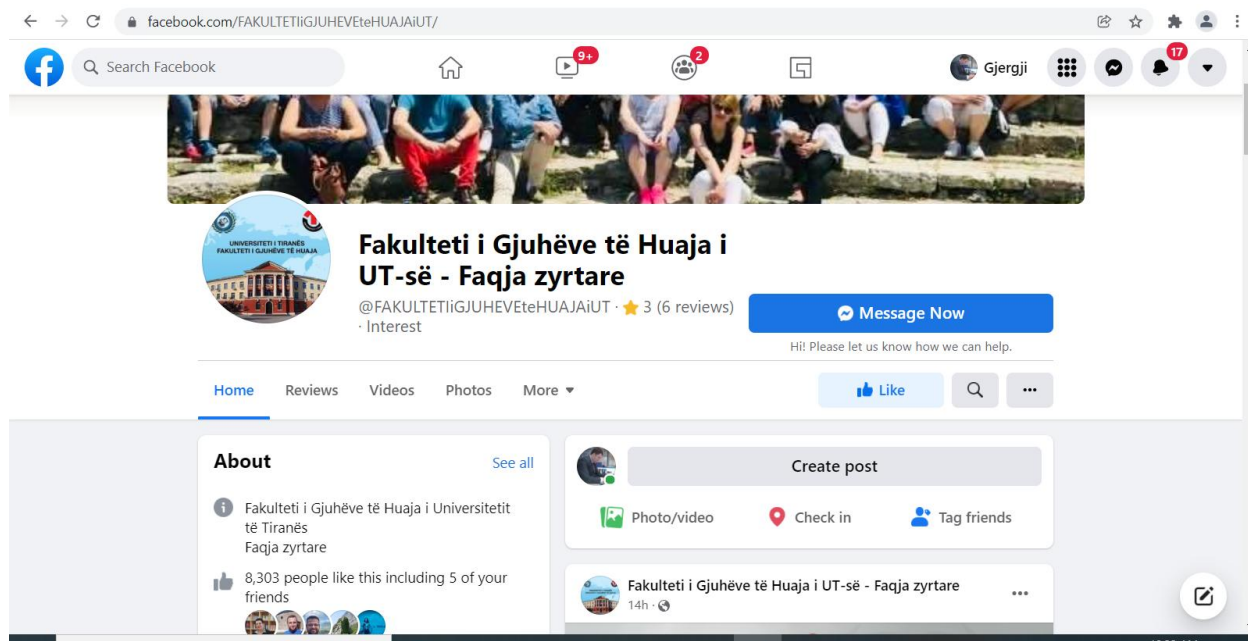 facebook.com/FAKULTETIiGJUHEVEteHUAJAiUT/
Search Facebook
9+
2
Gjergji
17
UNIVERSITETI I TIRANËS
FAKULTETI I GJUHËVE TË HUAJA
Fakulteti i Gjuhëve të Huaja i
UT-së - Faqja zyrtare
@FAKULTETIiGJUHEVEteHUAJAiUT · 3 (6 reviews)
· Interest
Message Now
Hi! Please let us know how we can help.
Home Reviews Videos Photos More
Like
About See all
Create post
Fakulteti i Gjuhëve të Huaja i Universitetit
të Tiranës
Faqja zyrtare
Photo/video Check in Tag friends
8,303 people like this including 5 of your
friends
Fakulteti i Gjuhëve të Huaja i UT-së - Faqja zyrtare
14h ·